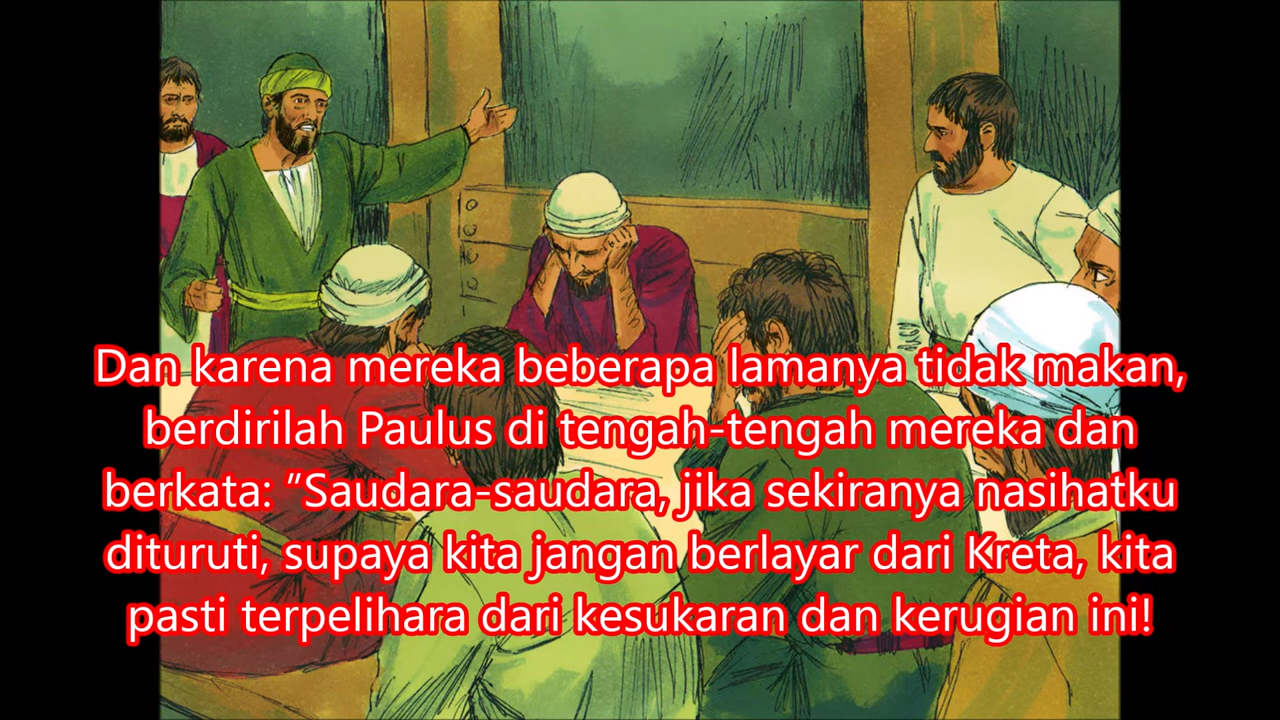 Dan karena mereka beberapa lamanya tidak makan,
berdirilah Paulus di tengah-tengah mereka dan
berkata: ”Saudara-saudara, jika sekiranya nasihatku
dituruti, supaya kita jangan berlayar dari Kreta, kita
pasti terpelihara dari kesukaran dan kerugian ini!